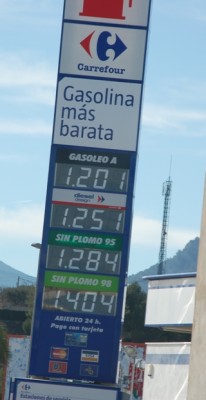 Carrefour
Gasolina
más
barata
GASOLEO A
1.201
1.251
SIN PLOMO 95
1.284
SIN PLOMO 98
1.404
ABIERTO 24 h.
Pago con tarjeta
Carrefour